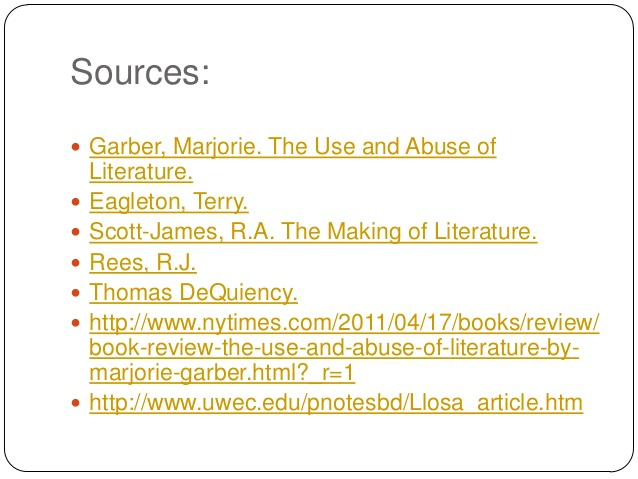 Sources:
• Garber, Marjorie. The Use and Abuse of
Literature.
• Eagleton, Terry.
• Scott-James, R.A. The Making of Literature.
• Rees, R.J.
• Thomas DeQuiency.
• http://www.nytimes.com/2011/04/17/books/review/
book-review-the-use-and-abuse-of-literature-by-
marjorie-garber.html?_r=1
• http://www.uwec.edu/pnotesbd/Llosa_article.htm